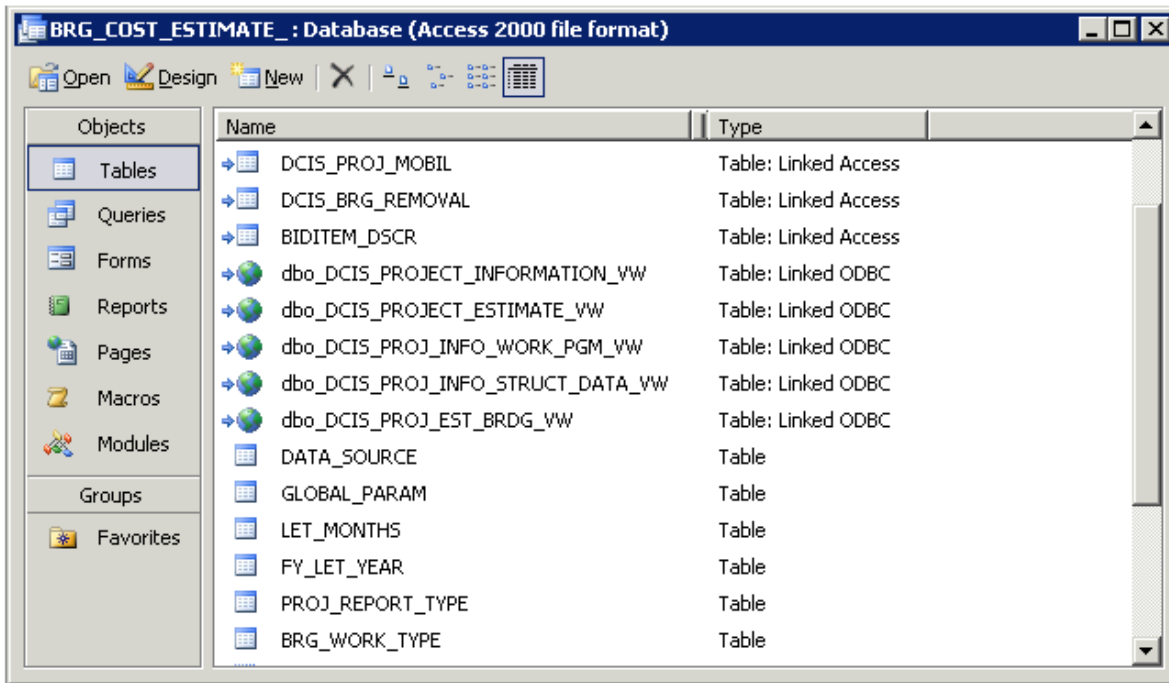 BRG_COST_ESTIMATE_ : Database (Access 2000 file format)
Open Design New
Objects
Tables
Queries
Forms
Reports
Pages
Macros
Modules
Groups
Favorites
Name Type
DCIS_PROJ_MOBIL Table: Linked Access
DCIS_BRG_REMOVAL Table: Linked Access
BIDITEM_DSCR Table: Linked Access
dbo_DCIS_PROJECT_INFORMATION_VW Table: Linked ODBC
dbo_DCIS_PROJECT_ESTIMATE_VW Table: Linked ODBC
dbo_DCIS_PROJ_INFO_WORK_PGM_VW Table: Linked ODBC
dbo_DCIS_PROJ_INFO_STRUCT_DATA_VW Table: Linked ODBC
dbo_DCIS_PROJ_EST_BRDG_VW Table: Linked ODBC
DATA_SOURCE Table
GLOBAL_PARAM Table
LET_MONTHS Table
FY_LET_YEAR Table
PROJ_REPORT_TYPE Table
BRG_WORK_TYPE Table